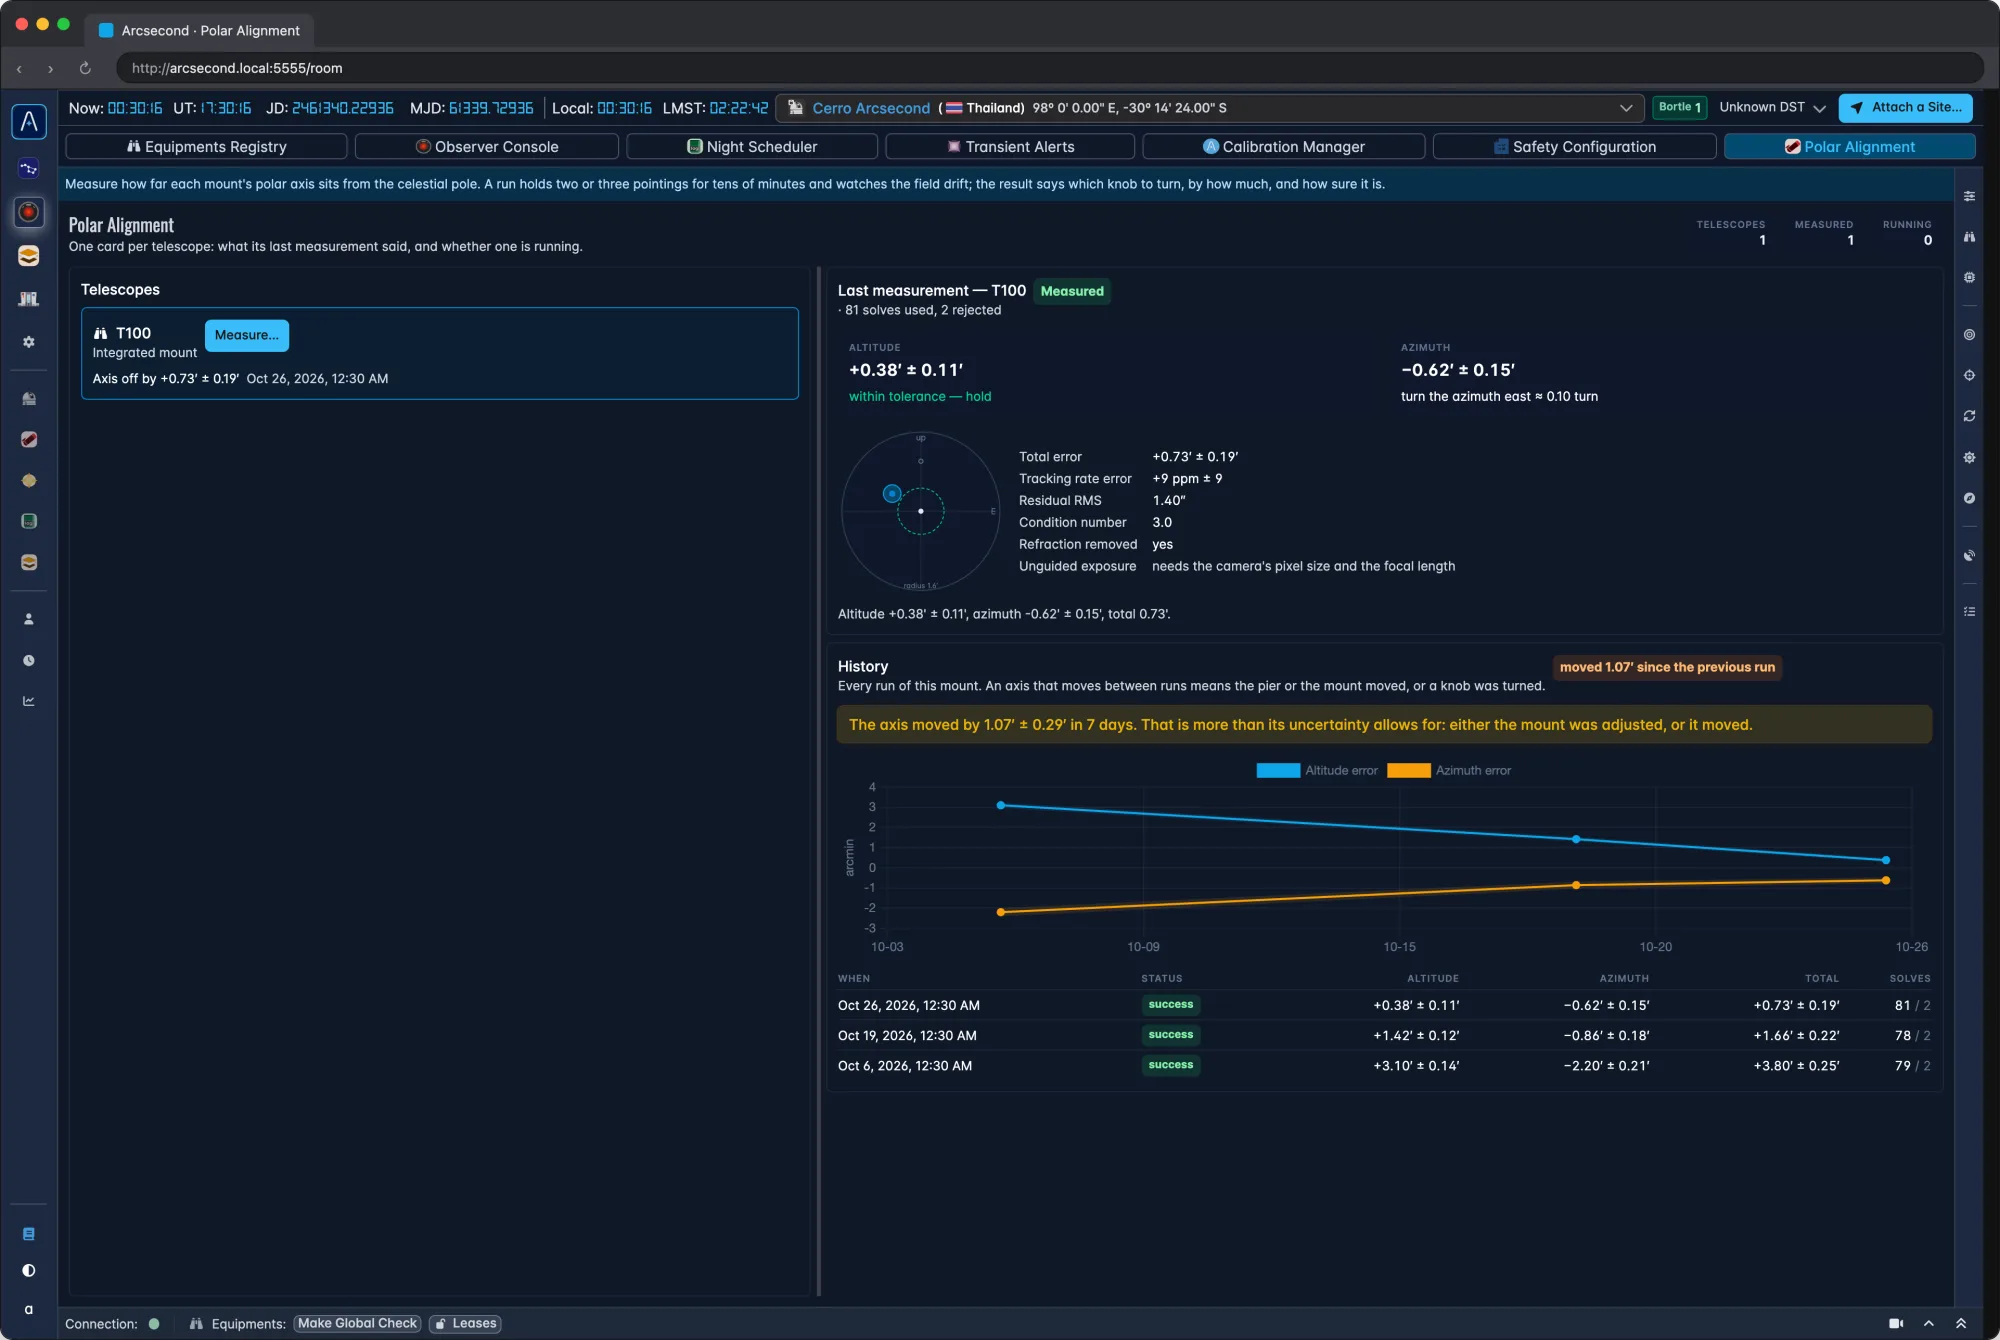 Arcsecond · Polar Alignment
http://arcsecond.local:5555/room
Now: 00:30:16 UT: 17:30:16 JD: 2461340.22936 MJD: 61339.72936 Local: 00:30:16 LMST: 02:22:42 Cerro Arcsecond ( Thailand) 98° 0' 0.00" E, -30° 14' 24.00" S Bortle 1 Unknown DST Attach a Site...
Equipments Registry Observer Console Night Scheduler Transient Alerts Calibration Manager Safety Configuration Polar Alignment
Measure how far each mount's polar axis sits from the celestial pole. A run holds two or three pointings for tens of minutes and watches the field drift; the result says which knob to turn, by how much, and how sure it is.
Polar Alignment
One card per telescope: what its last measurement said, and whether one is running.
TELESCOPES MEASURED RUNNING
1 1 0
Telescopes
T100 Measure...
Integrated mount
Axis off by +0.73′ ± 0.19′ Oct 26, 2026, 12:30 AM
Last measurement — T100 Measured
· 81 solves used, 2 rejected
ALTITUDE AZIMUTH
+0.38′ ± 0.11′ −0.62′ ± 0.15′
within tolerance — hold turn the azimuth east ≈ 0.10 turn
up
E
radius 1.6′
Total error +0.73′ ± 0.19′
Tracking rate error +9 ppm ± 9
Residual RMS 1.40″
Condition number 3.0
Refraction removed yes
Unguided exposure needs the camera's pixel size and the focal length
Altitude +0.38′ ± 0.11′, azimuth -0.62′ ± 0.15′, total 0.73′.
History moved 1.07′ since the previous run
Every run of this mount. An axis that moves between runs means the pier or the mount moved, or a knob was turned.
The axis moved by 1.07′ ± 0.29′ in 7 days. That is more than its uncertainty allows for: either the mount was adjusted, or it moved.
Altitude error Azimuth error
arcmin
4
3
2
1
0
-1
-2
-3
10-03 10-09 10-15 10-20 10-26
WHEN STATUS ALTITUDE AZIMUTH TOTAL SOLVES
Oct 26, 2026, 12:30 AM success +0.38′ ± 0.11′ −0.62′ ± 0.15′ +0.73′ ± 0.19′ 81 / 2
Oct 19, 2026, 12:30 AM success +1.42′ ± 0.12′ −0.86′ ± 0.18′ +1.66′ ± 0.22′ 78 / 2
Oct 6, 2026, 12:30 AM success +3.10′ ± 0.14′ −2.20′ ± 0.21′ +3.80′ ± 0.25′ 79 / 2
a
Connection: Equipments: Make Global Check Leases